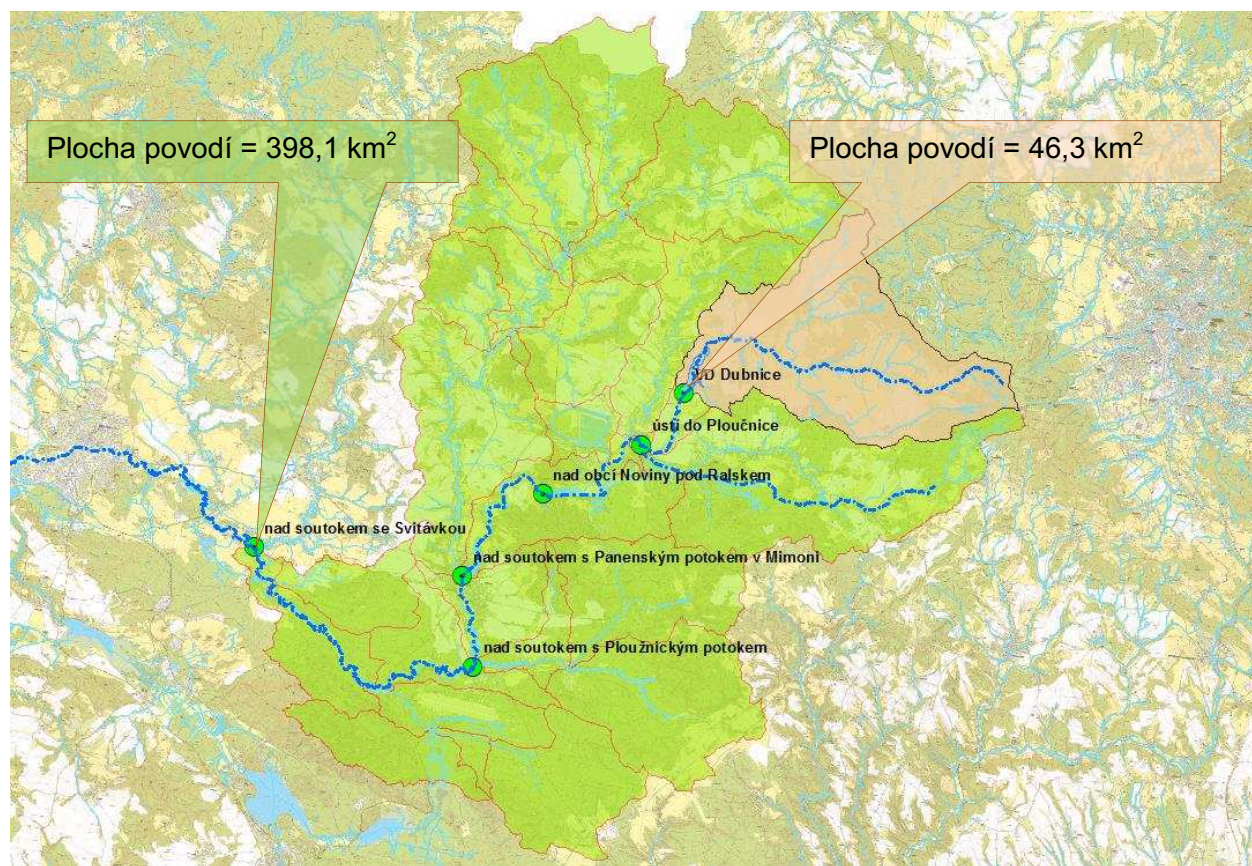 Plocha povodí = 398,1 km²
Plocha povodí = 46,3 km²
VD Dubnice
ústí do Ploučnice
nad obcí Noviny pod Ralskem
nad soutokem se Svitávkou
nad soutokem s Panenským potokem v Mimoni
nad soutokem s Ploužnickým potokem